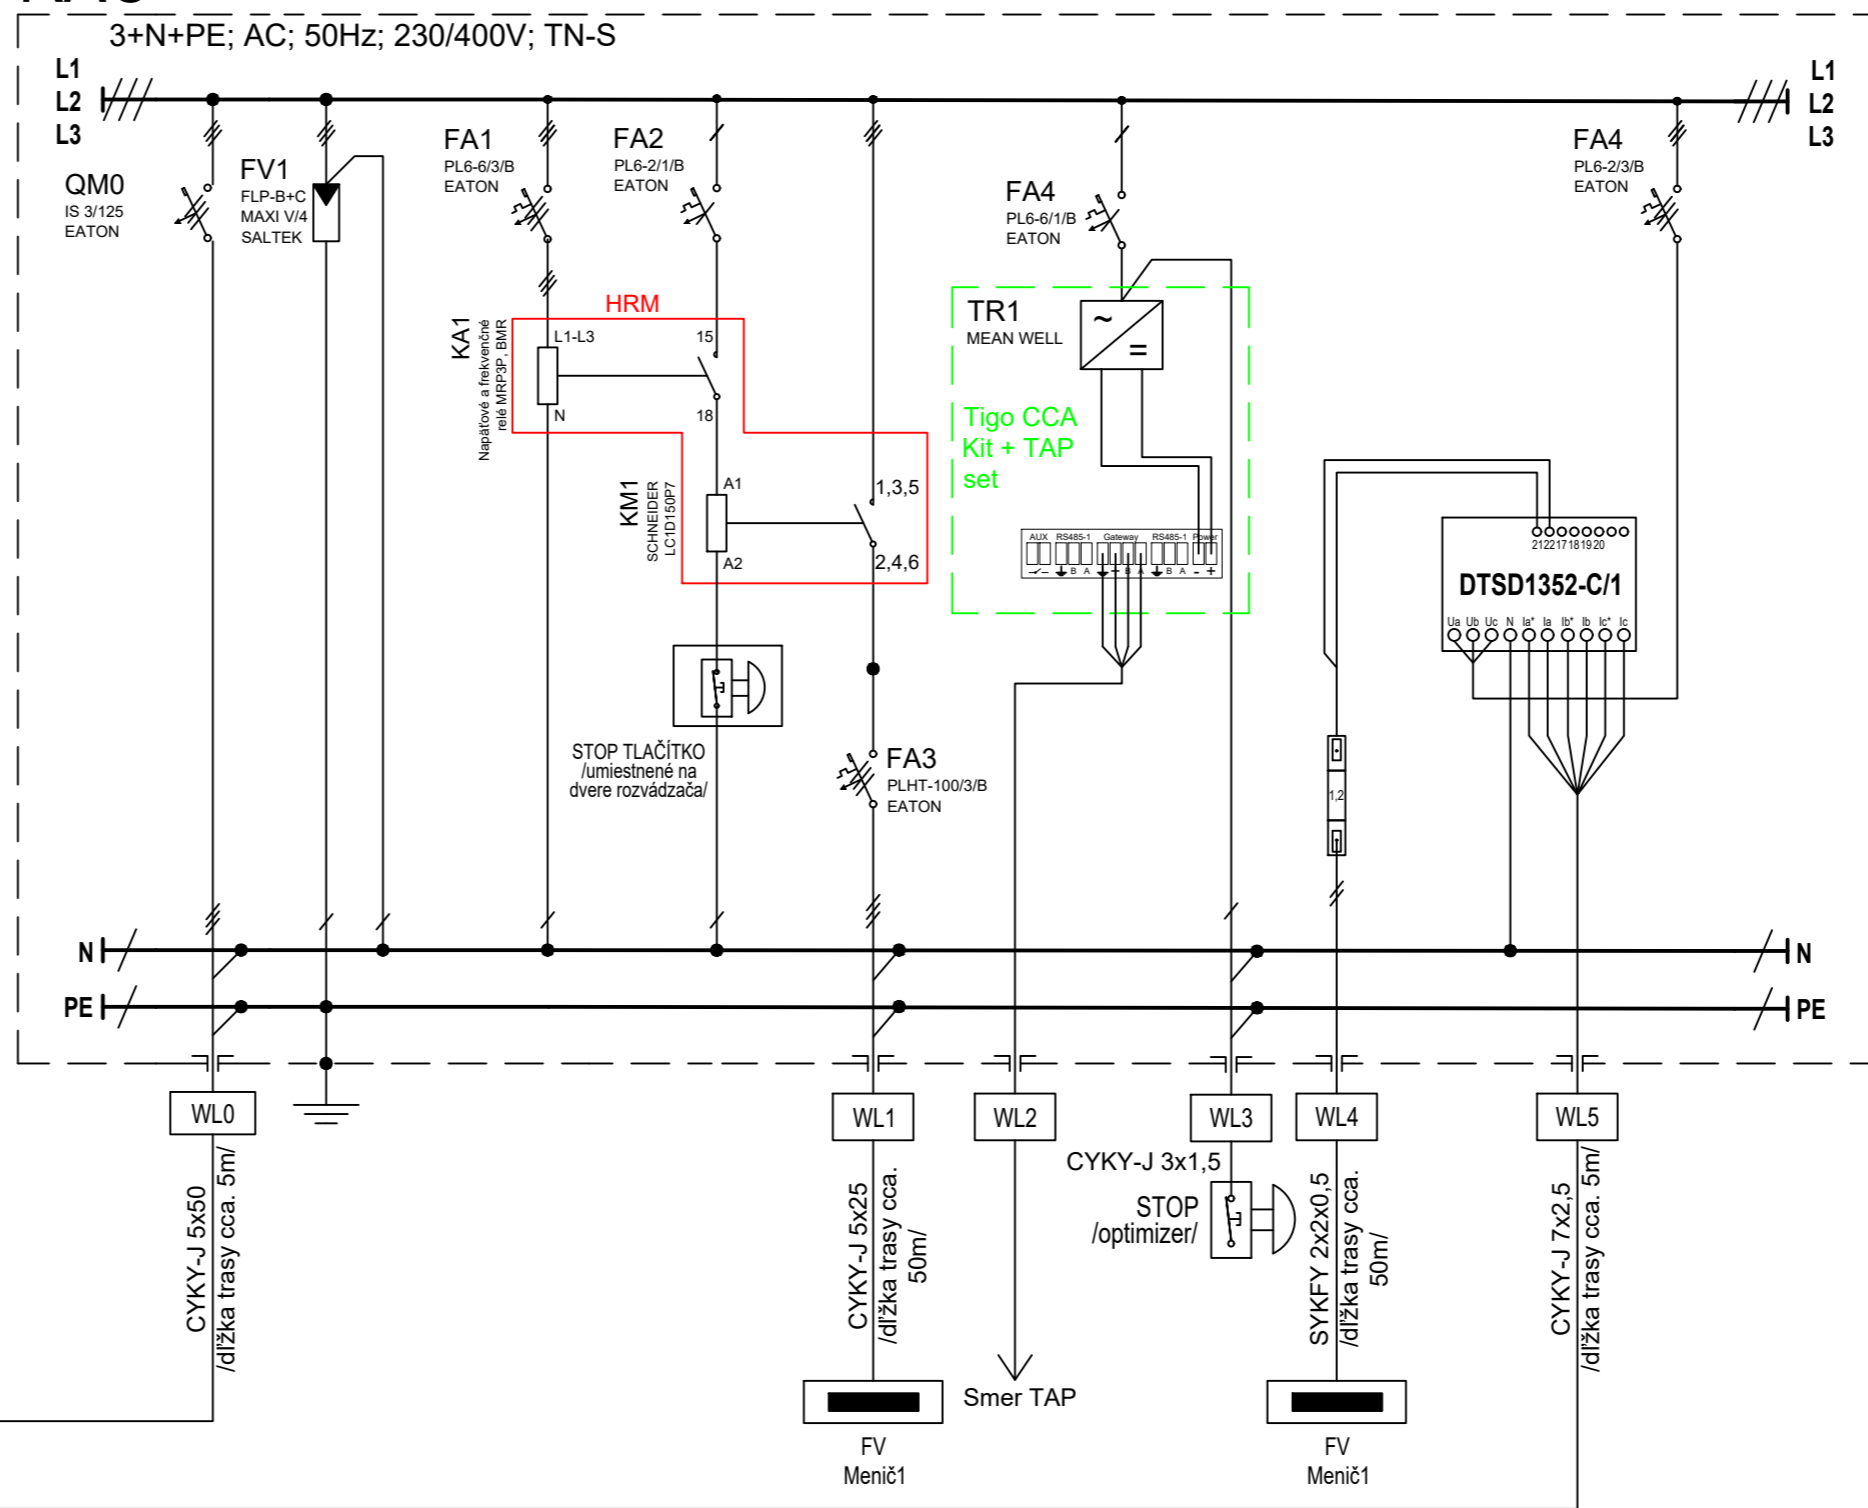 3+N+PE; AC; 50Hz; 230/400V; TN-S
L1
L2
L3
L1
L2
L3
QM0
IS 3/125
EATON
FV1
FLP-B+C
MAXI V/4
SALTEK
FA1
PL6-6/3/B
EATON
FA2
PL6-2/1/B
EATON
FA4
PL6-6/1/B
EATON
FA4
PL6-2/3/B
EATON
HRM
KA1
Napäťové a frekvenčné
relé MRP3P, BMR
L1-L3
N
15
18
KM1
SCHNEIDER
LC1D150P7
A1
A2
1,3,5
2,4,6
TR1
MEAN WELL
~
=
Tigo CCA
Kit + TAP
set
AUX RS485-1 Gateway RS485-1 Power
B A B A B A - +
212217181920
DTSD1352-C/1
Ua Ub Uc N Ia* Ia Ib* Ib Ic* Ic
STOP TLAČÍTKO
/umiestnené na
dvere rozvádzača/
FA3
PLHT-100/3/B
EATON
1,2
N
N
PE
PE
WL0
WL1
WL2
WL3
WL4
WL5
CYKY-J 5x50
/dĺžka trasy cca. 5m/
CYKY-J 5x25
/dĺžka trasy cca.
50m/
CYKY-J 3x1,5
STOP
/optimizer/
SYKFY 2x2x0,5
/dĺžka trasy cca.
50m/
CYKY-J 7x2,5
/dĺžka trasy cca. 5m/
Smer TAP
FV
Menič1
FV
Menič1